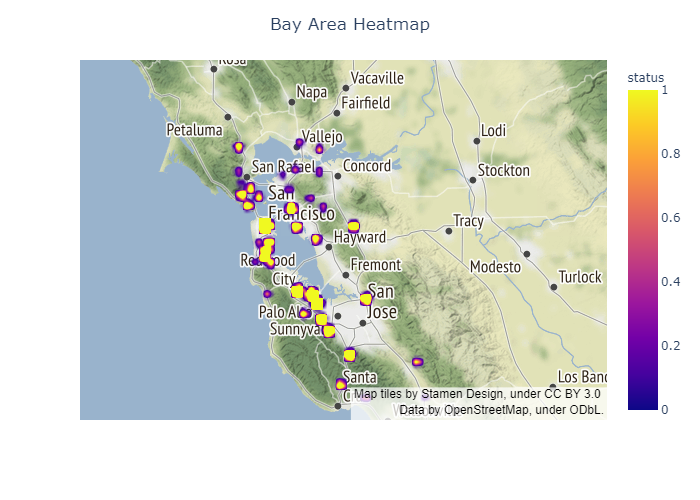 Bay Area Heatmap
status
1
0.8
0.6
0.4
0.2
0
Rosa
Vacaville
Napa
Fairfield
Petaluma
Vallejo
Lodi
San Rafael
Concord
Stockton
San
Francisco
Tracy
Hayward
Redwood
City
Fremont
Modesto
Turlock
San
Jose
Palo Al
Sunnyva
Santa
C
Los Banc
Map tiles by Stamen Design, under CC BY 3.0
Data by OpenStreetMap, under ODbL.